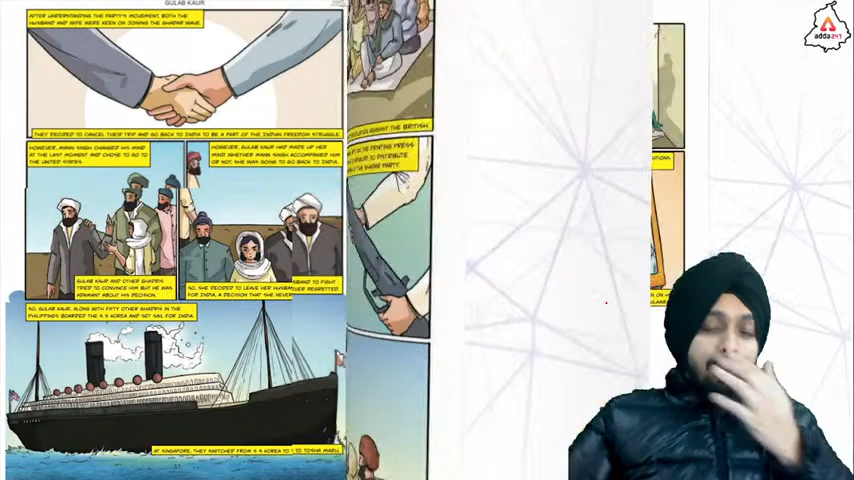 GULAB KAUR
AFTER UNDERSTANDING THE PARTY'S MOVEMENT, BOTH THE
HUSBAND AND WIFE WERE KEEN ON JOINING THE GHADAR WAVE.
THEY DECIDED TO CANCEL THEIR TRIP AND GO BACK TO INDIA TO BE A PART OF THE INDIAN FREEDOM STRUGGLE.
HOWEVER, MANN SINGH CHANGED HIS MIND
AT THE LAST MOMENT AND CHOSE TO GO TO
THE UNITED STATES.
HOWEVER, GULAB KAUR HAD MADE UP HER
MIND WHETHER MANN SINGH ACCOMPANIED HIM
OR NOT, SHE WAS GOING TO GO BACK TO INDIA.
GULAB KAUR AND OTHER GHADRIS
TRIED TO CONVINCE HIM BUT HE WAS
ADAMANT ABOUT HIS DECISION.
SO, SHE DECIDED TO LEAVE HER HUSBAND TO FIGHT
FOR INDIA, A DECISION THAT SHE NEVER REGRETTED.
SO, GULAB KAUR, ALONG WITH FIFTY OTHER GHADRIS IN THE
PHILIPPINES BOARDED THE S S KOREA AND SET SAIL FOR INDIA.
AT SINGAPORE, THEY SWITCHED FROM S S KOREA TO TOSHA MARU.
AGAINST THE BRITISH.
PRINTING PRESS
TO DISTRIBUTE
PARTY.
adda247